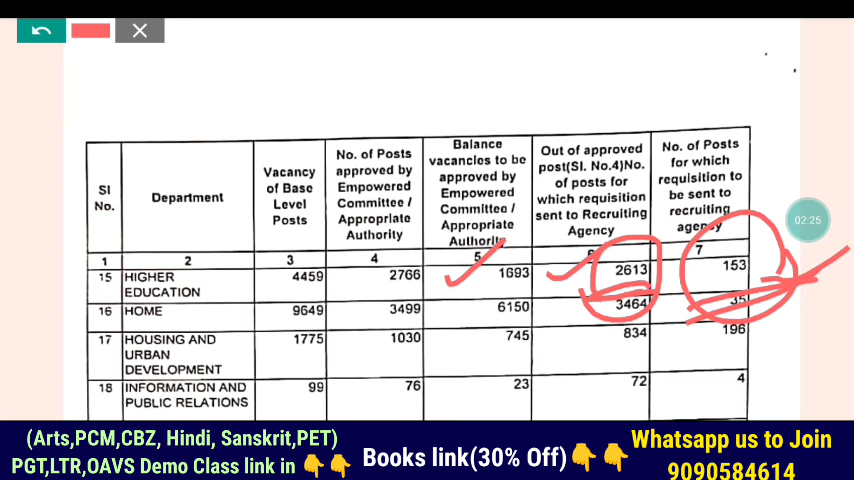 02:25
SI No.
Department
Vacancy of Base Level Posts
No. of Posts approved by Empowered Committee / Appropriate Authority
Balance vacancies to be approved by Empowered Committee / Appropriate Authority
Out of approved post(Sl. No.4)No. of posts for which requisition sent to Recruiting Agency
No. of Posts for which requisition to be sent to recruiting agency
1 2 3 4 5 6 7
15 HIGHER EDUCATION 4459 2766 1693 2613 153
16 HOME 9649 3499 6150 3464 35
17 HOUSING AND URBAN DEVELOPMENT 1775 1030 745 834 196
18 INFORMATION AND PUBLIC RELATIONS 99 76 23 72 4
(Arts,PCM,CBZ, Hindi, Sanskrit,PET)
PGT,LTR,OAVS Demo Class link in 👇👇
Books link(30% Off)👇👇
Whatsapp us to Join
9090584614